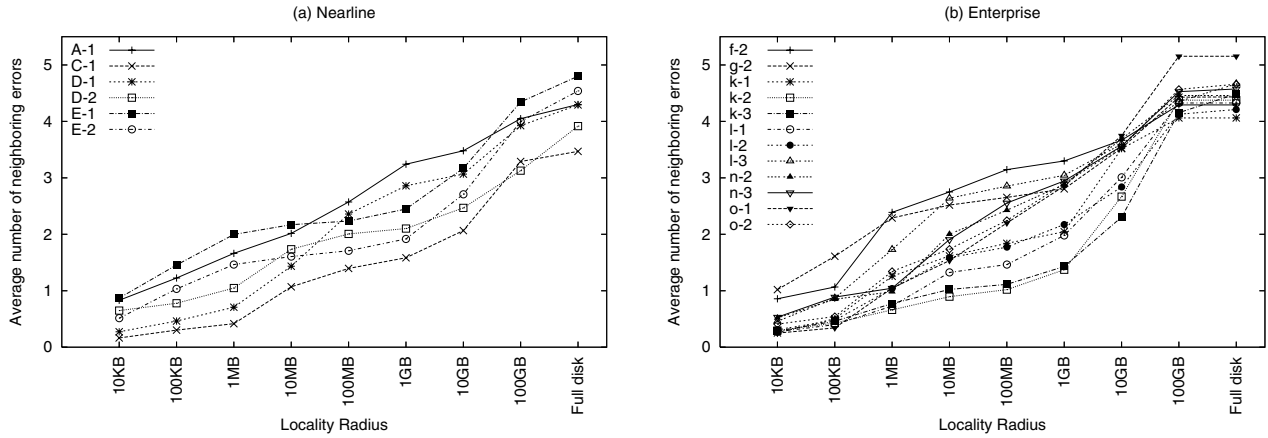 (a) Nearline
Average number of neighboring errors
5
4
3
2
1
0
A-1
C-1
D-1
D-2
E-1
E-2
10KB
100KB
1MB
10MB
100MB
1GB
10GB
100GB
Full disk
Locality Radius
(b) Enterprise
Average number of neighboring errors
5
4
3
2
1
0
f-2
g-2
k-1
k-2
k-3
l-1
l-2
l-3
n-2
n-3
o-1
o-2
10KB
100KB
1MB
10MB
100MB
1GB
10GB
100GB
Full disk
Locality Radius